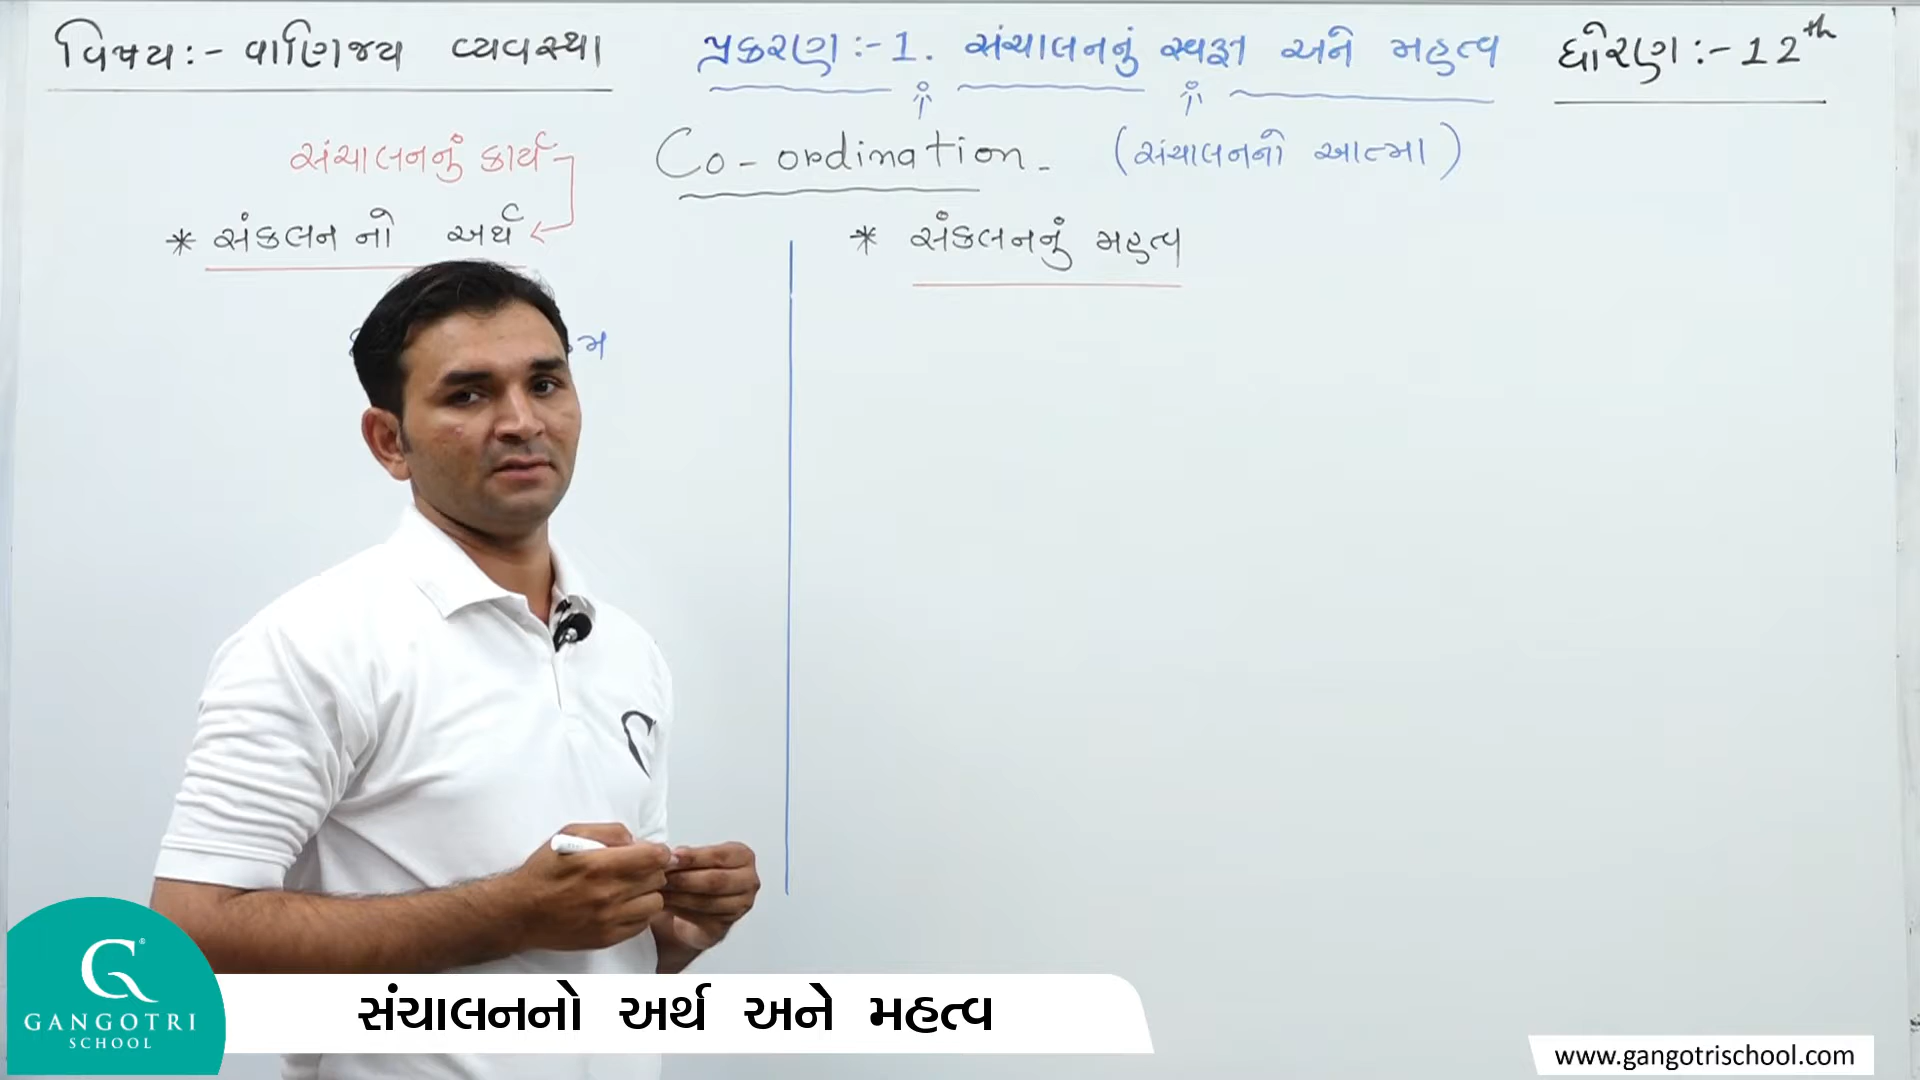 વિષય:- વાણિજય વ્યવસ્થા
પ્રકરણ:-1. સંચાલનનું સ્વરૂપ અને મહત્વ
ધોરણ:-12th
સંચાલનનું કાર્ય
Co-ordination (સંચાલનનો આત્મા)
* સંકલન નો અર્થ
* સંકલનનું મહત્વ
GANGOTRI
SCHOOL
સંચાલનનો અર્થ અને મહત્વ
www.gangotrischool.com